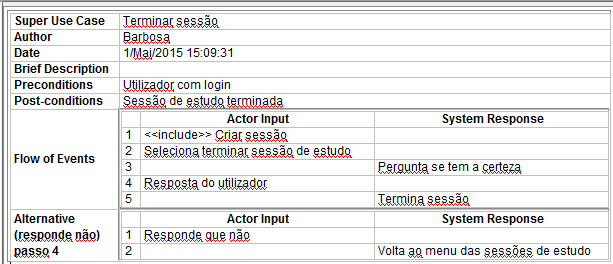 Super Use Case Terminar sessão
Author Barbosa
Date 1/Mai/2015 15:09:31
Brief Description
Preconditions Utilizador com login
Post-conditions Sessão de estudo terminada
Flow of Events
Actor Input System Response
1 <<include>> Criar sessão
2 Seleciona terminar sessão de estudo
3 Pergunta se tem a certeza
4 Resposta do utilizador
5 Termina sessão
Alternative
(responde não)
passo 4
Actor Input System Response
1 Responde que não
2 Volta ao menu das sessões de estudo